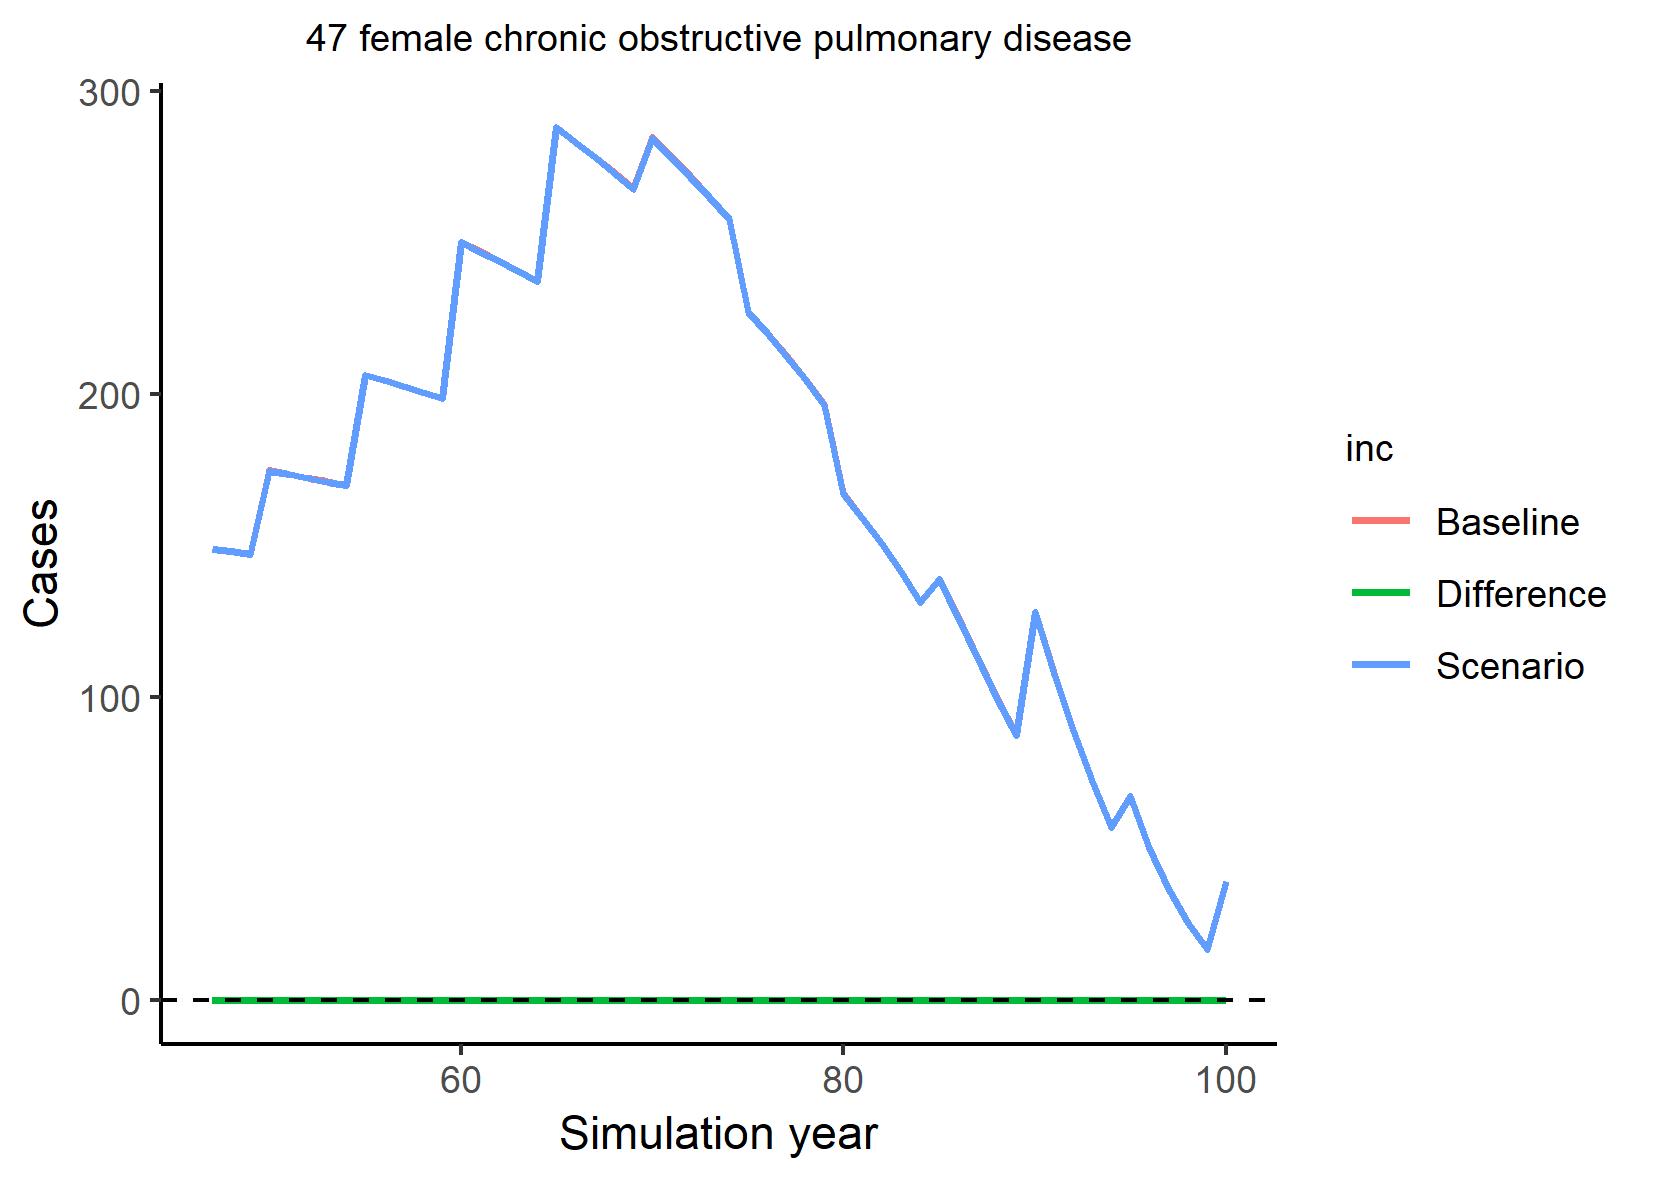 47 female chronic obstructive pulmonary disease
300
200
100
0
Cases
60 80 100
Simulation year
inc
Baseline
Difference
Scenario